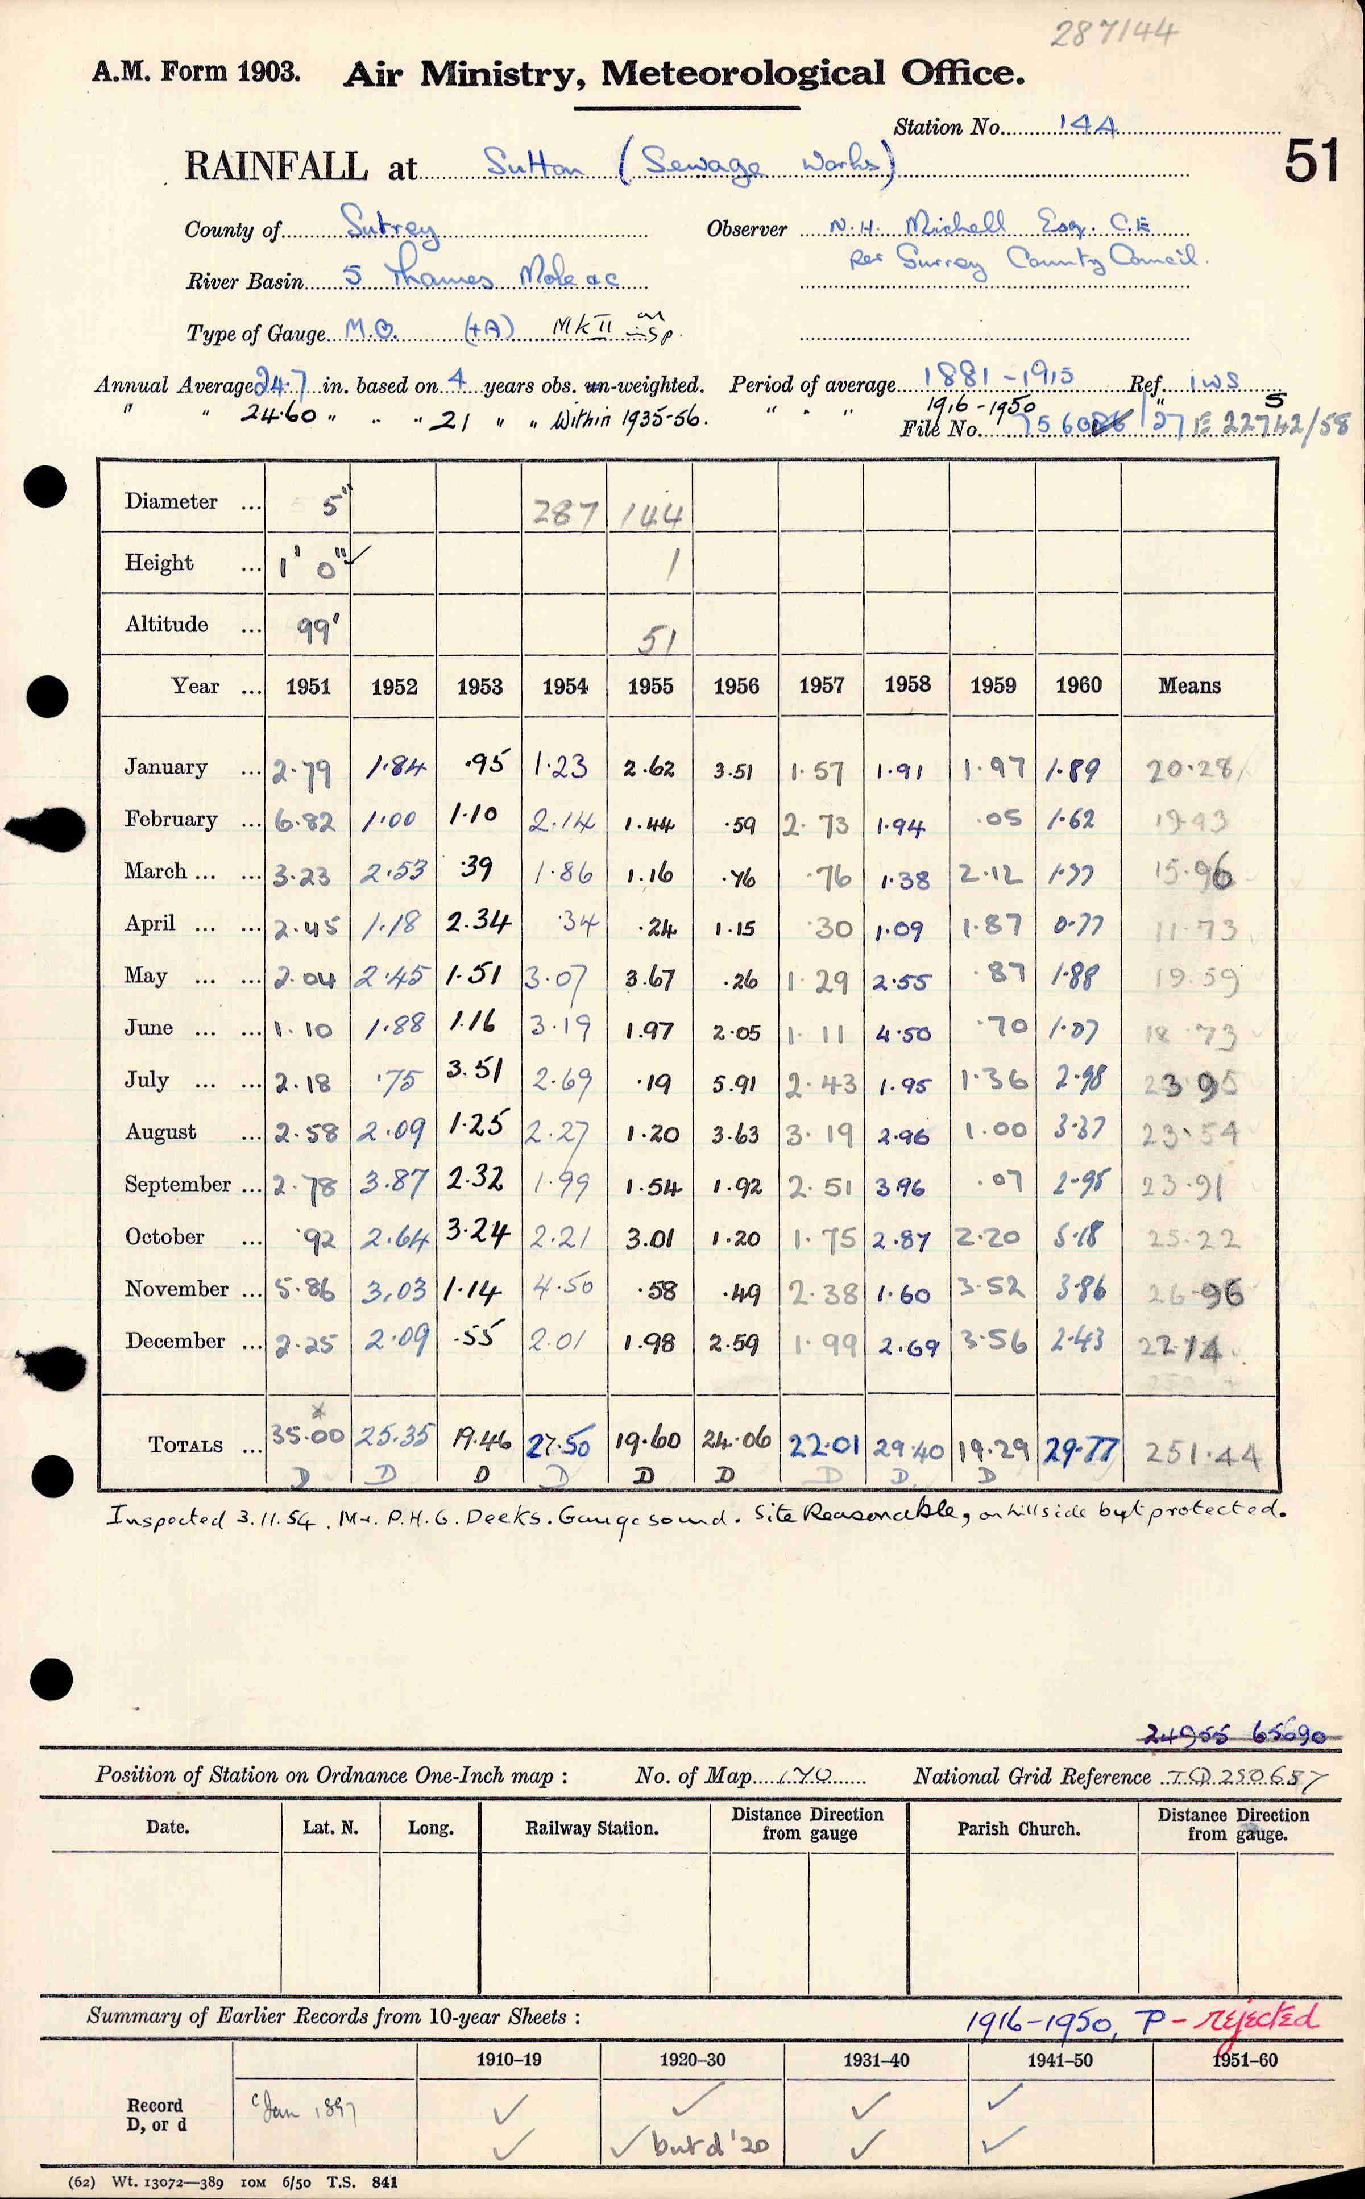 287/44
A.M. Form 1903. Air Ministry, Meteorological Office.
Station No. 14A
51
RAINFALL at Sutton (Sewage Works)
County of Surrey Observer N.H. Michell Esq. C.E
per Surrey County Council.
River Basin 5 Thames Mole &c
Type of Gauge M.O. (+A) Mk II on insp.
Annual Average 24.7 in. based on 4 years obs. un-weighted. Period of average 1881-1915 Ref. IWS
" " 24.60 " " " 21 " " Within 1935-56. " " " 1916-1950 " 5
File No. 27 E 22742/58
Diameter ... 5" 287 144
Height ... 1' 0" ✓ 1
Altitude ... 99' 51
Year ... 1951 1952 1953 1954 1955 1956 1957 1958 1959 1960 Means
January ... 2.79 1.84 .95 1.23 2.62 3.51 1.57 1.91 1.97 1.89 20.28
February ... 6.82 1.00 1.10 2.14 1.44 .59 2.73 1.94 .05 1.62 19.43
March ... ... 3.23 2.53 .39 1.86 1.16 .76 .76 1.38 2.12 1.77 15.96
April ... ... 2.45 1.18 2.34 .34 .24 1.15 .30 1.09 1.87 0.77 11.73
May ... ... 2.04 2.45 1.51 3.07 3.67 .26 1.29 2.55 .87 1.88 19.59
June ... ... 1.10 1.88 1.16 3.19 1.97 2.05 1.11 4.50 .70 1.07 18.73
July ... ... 2.18 .75 3.51 2.69 .19 5.91 2.43 1.95 1.36 2.98 23.95
August ... 2.58 2.09 1.25 2.27 1.20 3.63 3.19 2.96 1.00 3.37 23.54
September ... 2.78 3.87 2.32 1.99 1.54 1.92 2.51 3.96 .07 2.95 23.91
October ... .92 2.64 3.24 2.21 3.01 1.20 1.75 2.87 2.20 5.18 25.22
November ... 5.86 3.03 1.14 4.50 .58 .49 2.38 1.60 3.52 3.86 26.96
December ... 2.25 2.09 .55 2.01 1.98 2.59 1.99 2.69 3.56 2.43 22.14
x
TOTALS ... 35.00 25.35 19.46 27.50 19.60 24.06 22.01 29.40 19.29 29.77 251.44
D D D D D D D D D
Inspected 3.11.54. Mr. P.H.G. Deeks. Gauge sound. Site Reasonable, on hillside but protected.
24955 65690
Position of Station on Ordnance One-Inch map : No. of Map 170 National Grid Reference TQ 250657
Date. Lat. N. Long. Railway Station. Distance Direction from gauge Parish Church. Distance Direction from gauge.
Summary of Earlier Records from 10-year Sheets : 1916-1950, P - rejected
1910-19 1920-30 1931-40 1941-50 1951-60
Record c Jan 1897 ✓ ✓ ✓ ✓
D, or d ✓ ✓ but d '20 ✓ ✓
(62) Wt. 13072—389 10M 6/50 T.S. 841